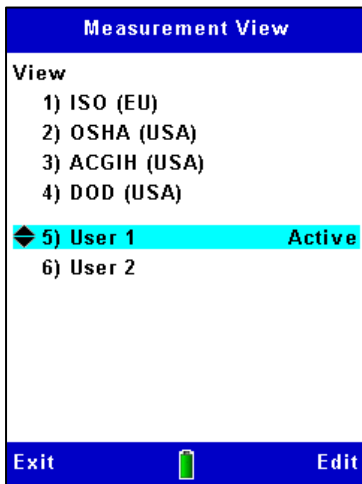 Measurement View
View
1) ISO (EU)
2) OSHA (USA)
3) ACGIH (USA)
4) DOD (USA)
5) User 1 Active
6) User 2
Exit Edit